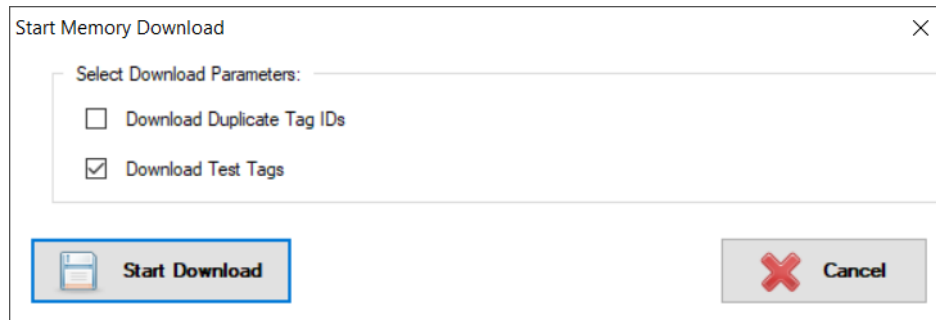 Start Memory Download
Select Download Parameters:
Download Duplicate Tag IDs
Download Test Tags
Start Download
Cancel